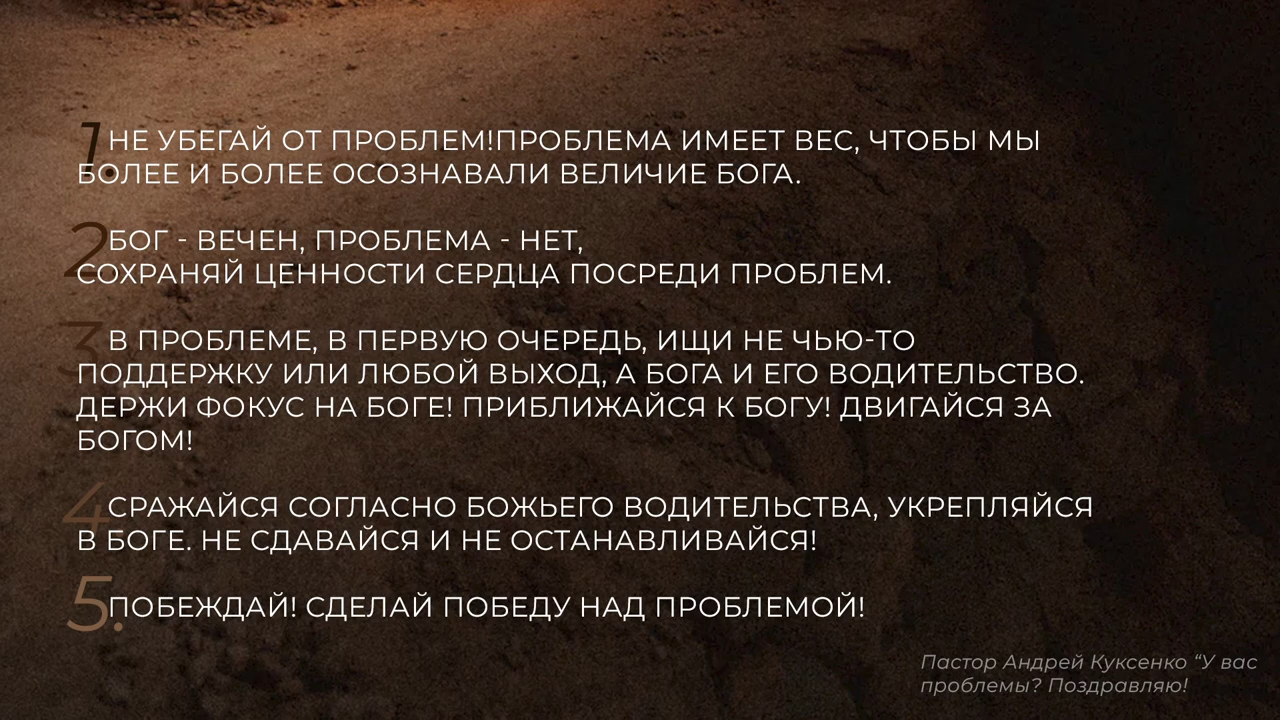 1. НЕ УБЕГАЙ ОТ ПРОБЛЕМ!ПРОБЛЕМА ИМЕЕТ ВЕС, ЧТОБЫ МЫ
БОЛЕЕ И БОЛЕЕ ОСОЗНАВАЛИ ВЕЛИЧИЕ БОГА.
2 БОГ - ВЕЧЕН, ПРОБЛЕМА - НЕТ,
СОХРАНЯЙ ЦЕННОСТИ СЕРДЦА ПОСРЕДИ ПРОБЛЕМ.
3 В ПРОБЛЕМЕ, В ПЕРВУЮ ОЧЕРЕДЬ, ИЩИ НЕ ЧЬЮ-ТО
ПОДДЕРЖКУ ИЛИ ЛЮБОЙ ВЫХОД, А БОГА И ЕГО ВОДИТЕЛЬСТВО.
ДЕРЖИ ФОКУС НА БОГЕ! ПРИБЛИЖАЙСЯ К БОГУ! ДВИГАЙСЯ ЗА
БОГОМ!
4 СРАЖАЙСЯ СОГЛАСНО БОЖЬЕГО ВОДИТЕЛЬСТВА, УКРЕПЛЯЙСЯ
В БОГЕ. НЕ СДАВАЙСЯ И НЕ ОСТАНАВЛИВАЙСЯ!
5. ПОБЕЖДАЙ! СДЕЛАЙ ПОБЕДУ НАД ПРОБЛЕМОЙ!
Пастор Андрей Куксенко “У вас
проблемы? Поздравляю!